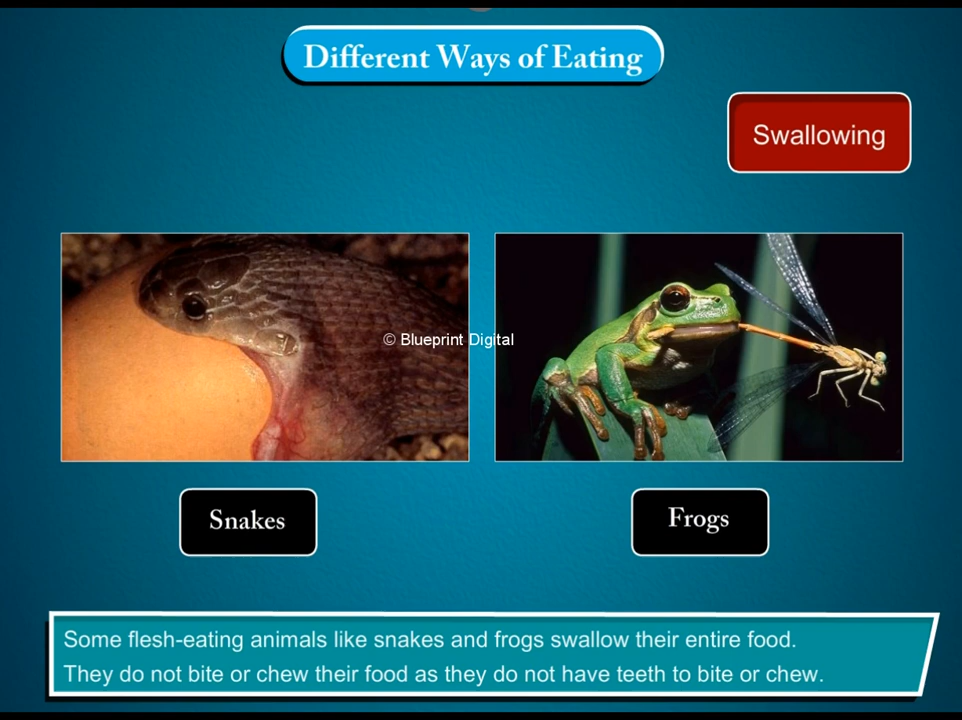 Different Ways of Eating
Swallowing
© Blueprint Digital
Snakes
Frogs
Some flesh-eating animals like snakes and frogs swallow their entire food.
They do not bite or chew their food as they do not have teeth to bite or chew.